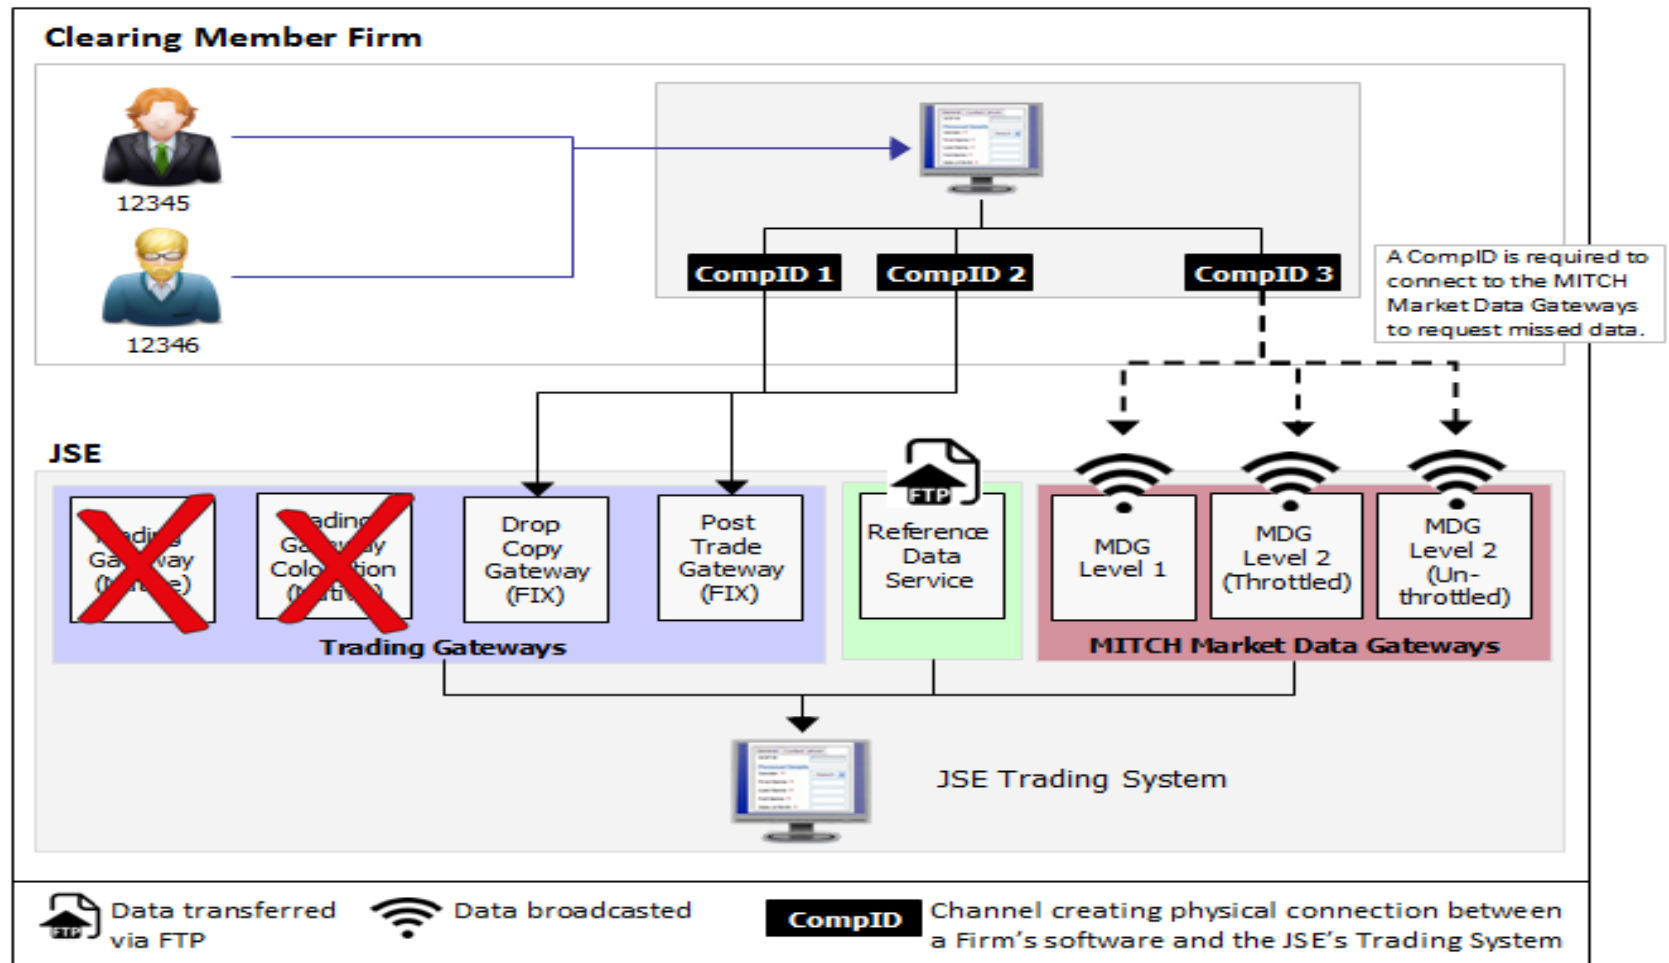 Clearing Member Firm
12345
12346
CompID 1
CompID 2
CompID 3
A CompID is required to
connect to the MITCH
Market Data Gateways
to request missed data.
JSE
Gateway
Drop
Copy
Gateway
(FIX)
Post
Trade
Gateway
(FIX)
Trading Gateways
FTP
Reference
Data
Service
MDG
Level 1
MDG
Level 2
(Throttled)
MDG
Level 2
(Un-
throttled)
MITCH Market Data Gateways
JSE Trading System
FTP
Data transferred
via FTP
Data broadcasted
CompID
Channel creating physical connection between
a Firm's software and the JSE's Trading System